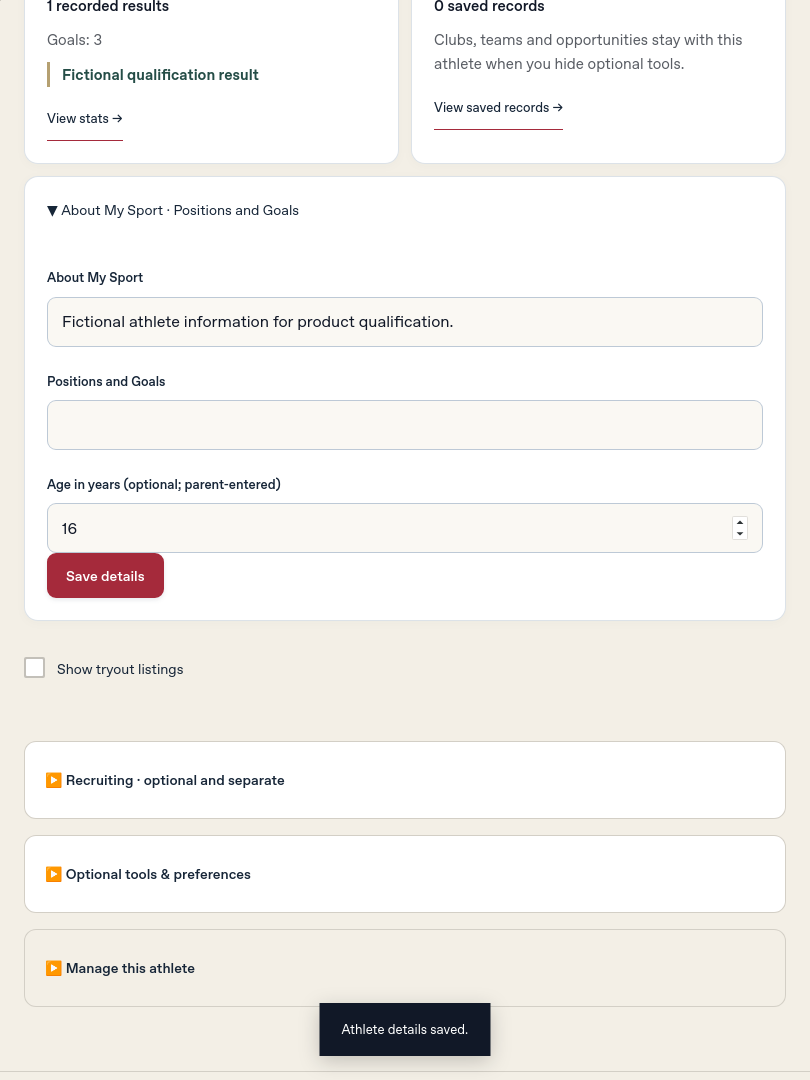 1 recorded results
Goals: 3
Fictional qualification result
View stats →
0 saved records
Clubs, teams and opportunities stay with this
athlete when you hide optional tools.
View saved records →
▼ About My Sport · Positions and Goals
About My Sport
Fictional athlete information for product qualification.
Positions and Goals
Age in years (optional; parent-entered)
16
Save details
Show tryout listings
▶️ Recruiting · optional and separate
▶️ Optional tools & preferences
▶️ Manage this athlete
Athlete details saved.